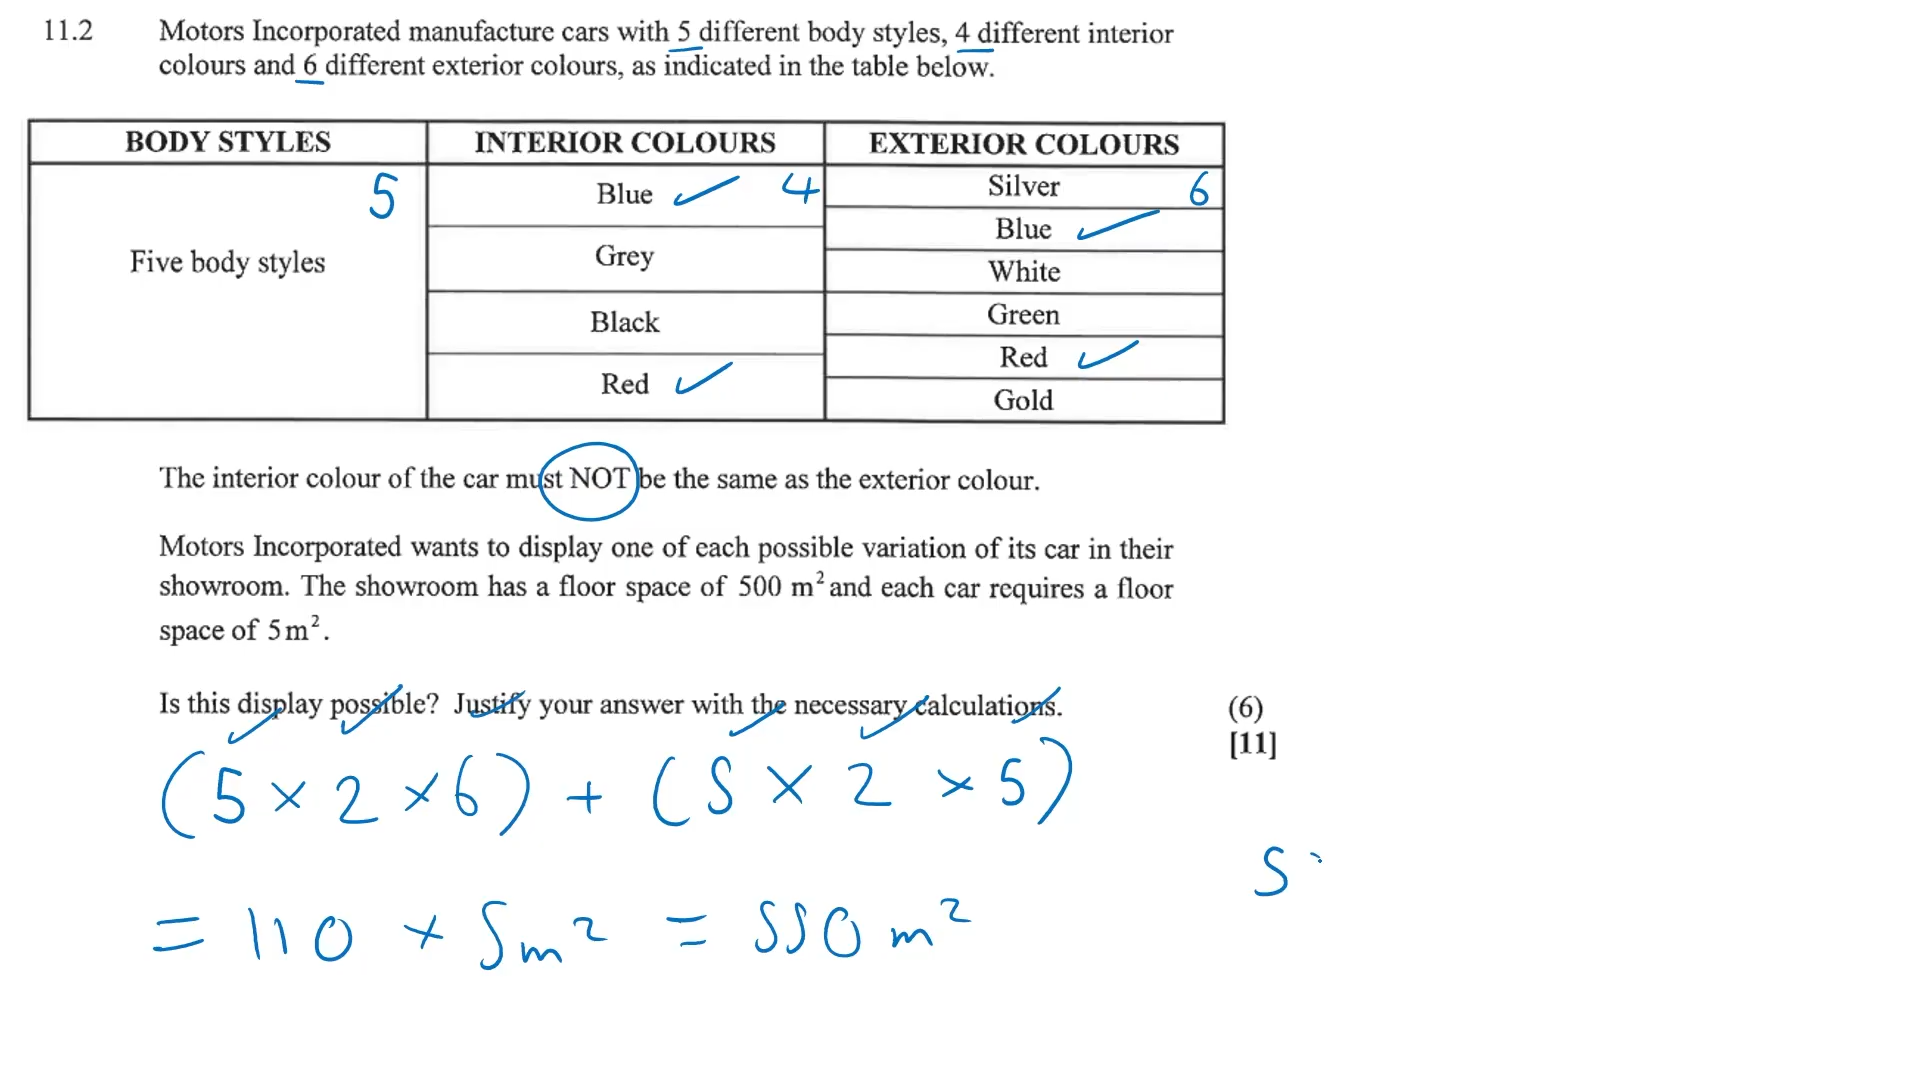 11.2 Motors Incorporated manufacture cars with 5 different body styles, 4 different interior
colours and 6 different exterior colours, as indicated in the table below.
BODY STYLES INTERIOR COLOURS EXTERIOR COLOURS
5 Blue 4 Silver 6
Blue
Five body styles Grey White
Black Green
Red Red
Gold
The interior colour of the car must NOT be the same as the exterior colour.
Motors Incorporated wants to display one of each possible variation of its car in their
showroom. The showroom has a floor space of 500 m² and each car requires a floor
space of 5 m².
Is this display possible? Justify your answer with the necessary calculations. (6)
[11]
(5 × 2 × 6) + (5 × 2 × 5)
5
= 110 × 5m² = 550 m²